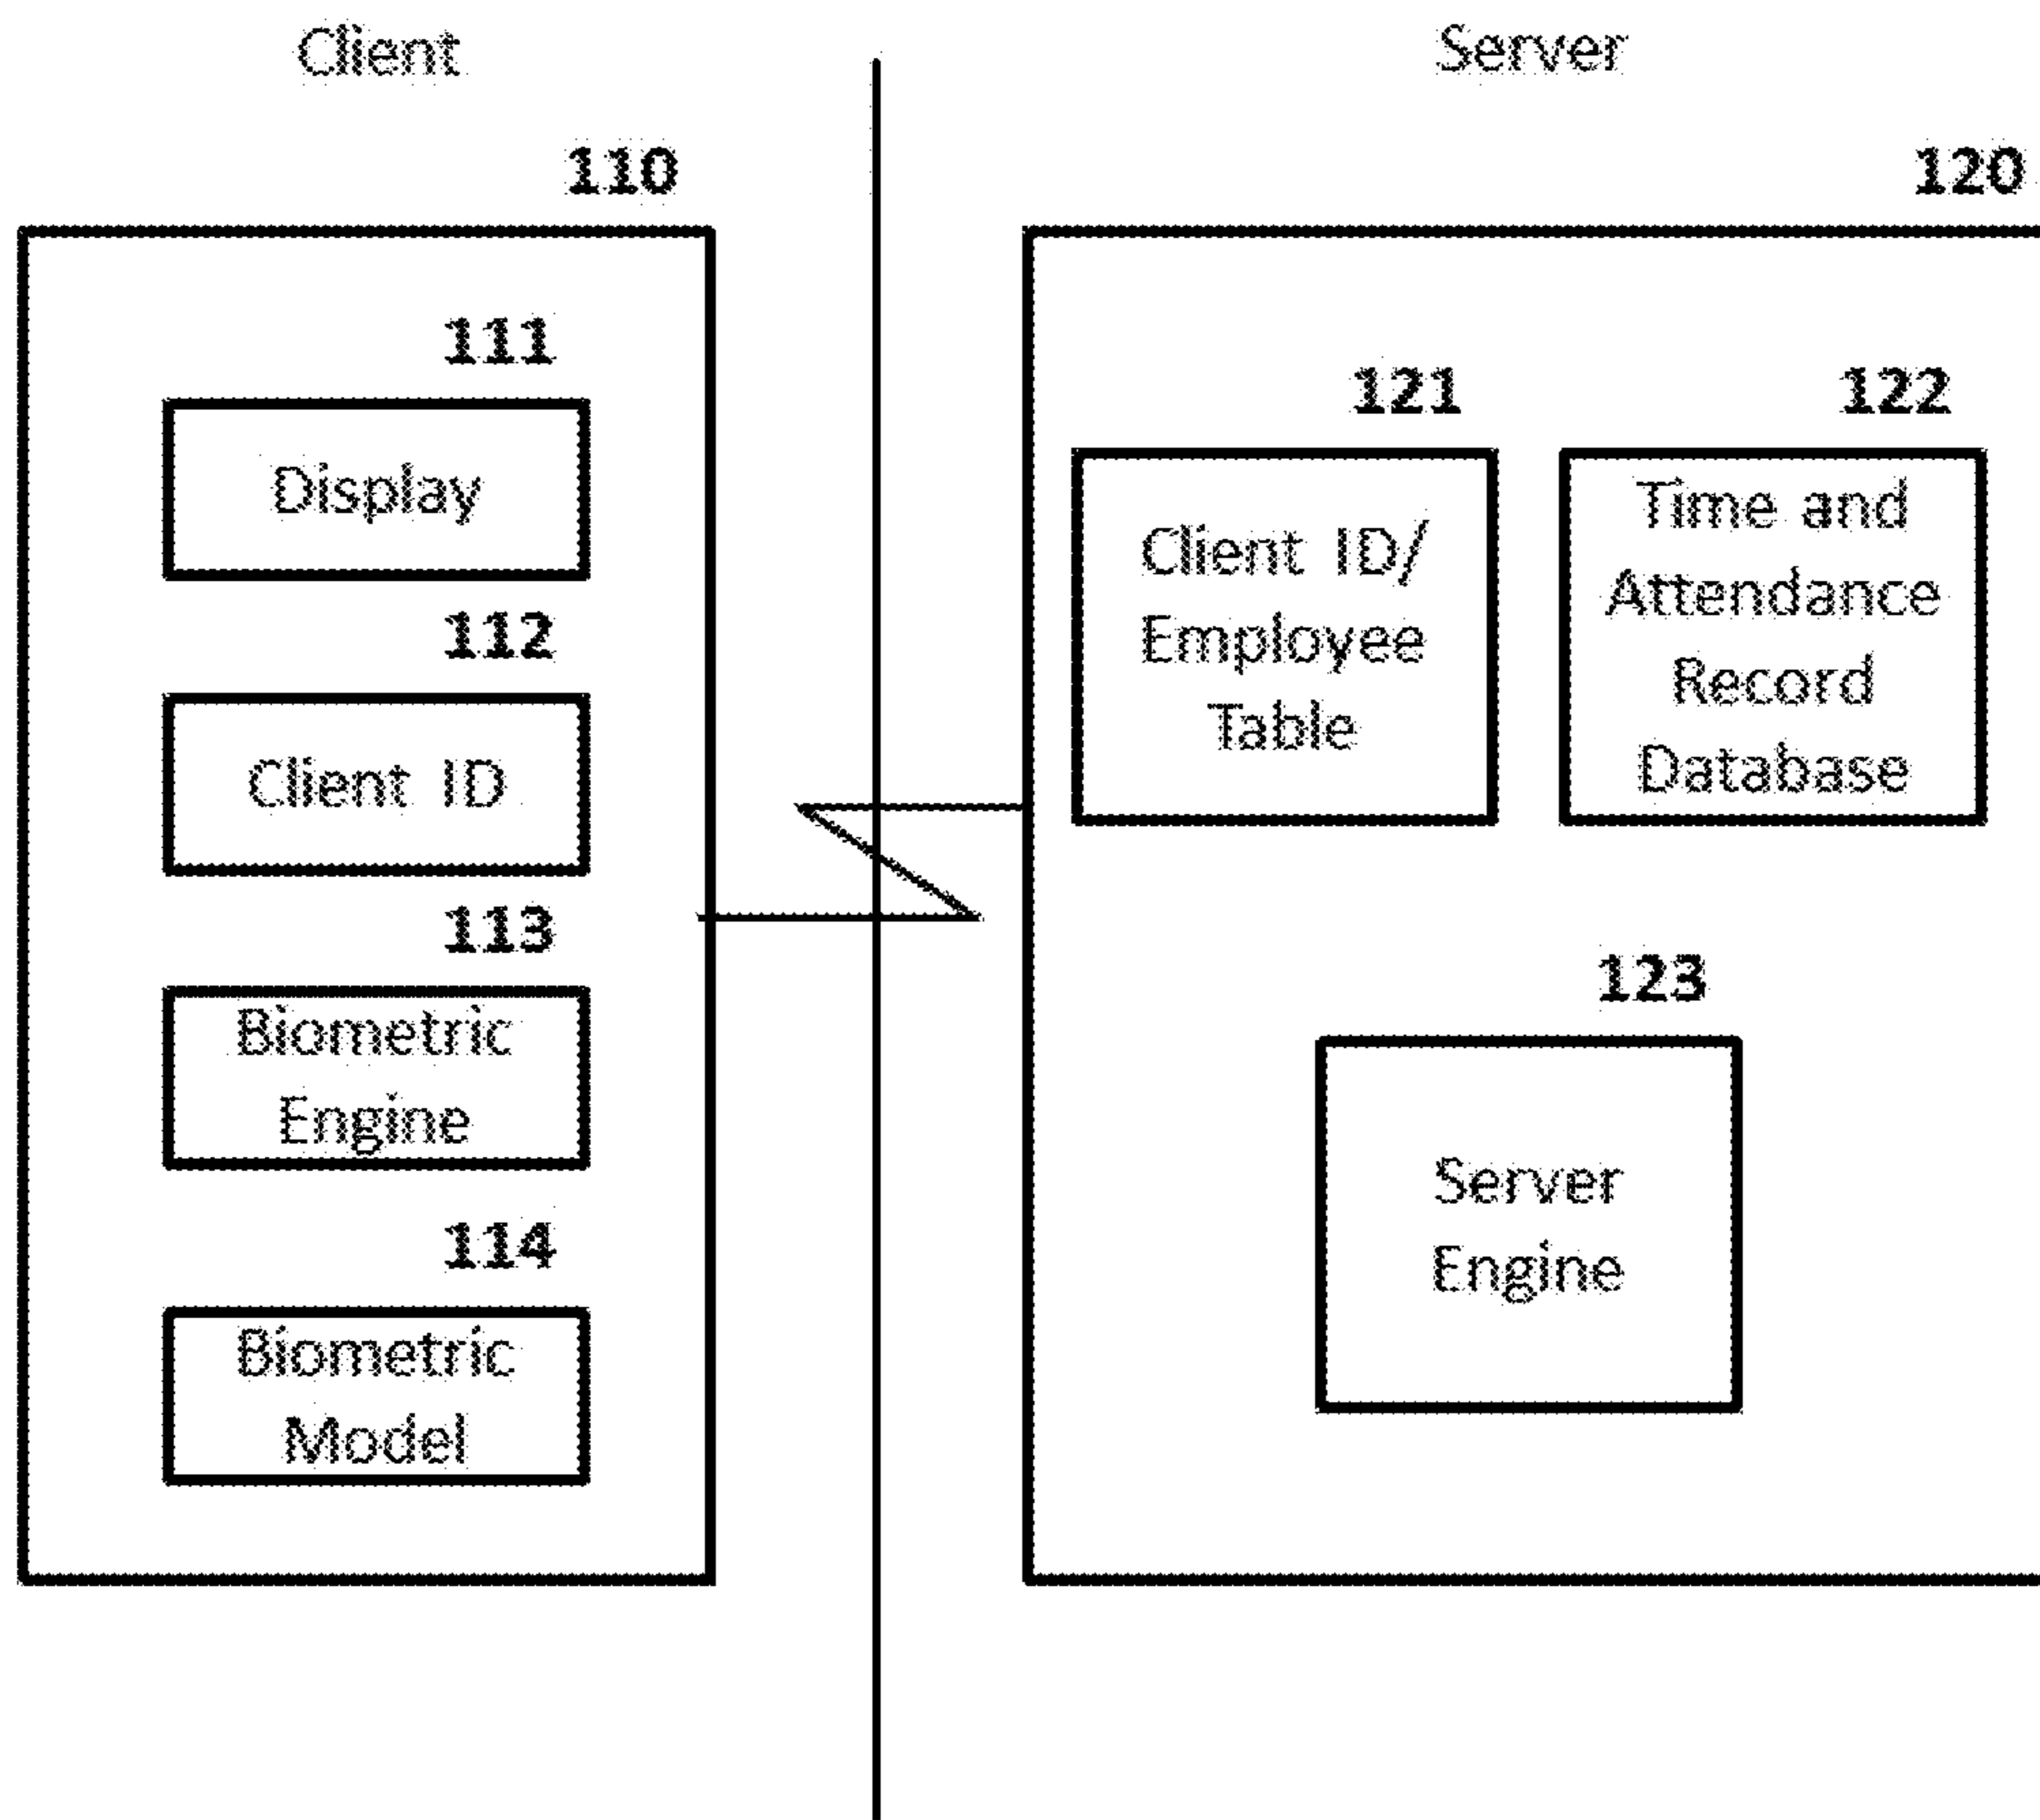 Client
110
111
Display
112
Client ID
113
Biometric
Engine
114
Biometric
Model
Server
120
121
Client ID/
Employee
Table
122
Time and
Attendance
Record
Database
123
Server
Engine